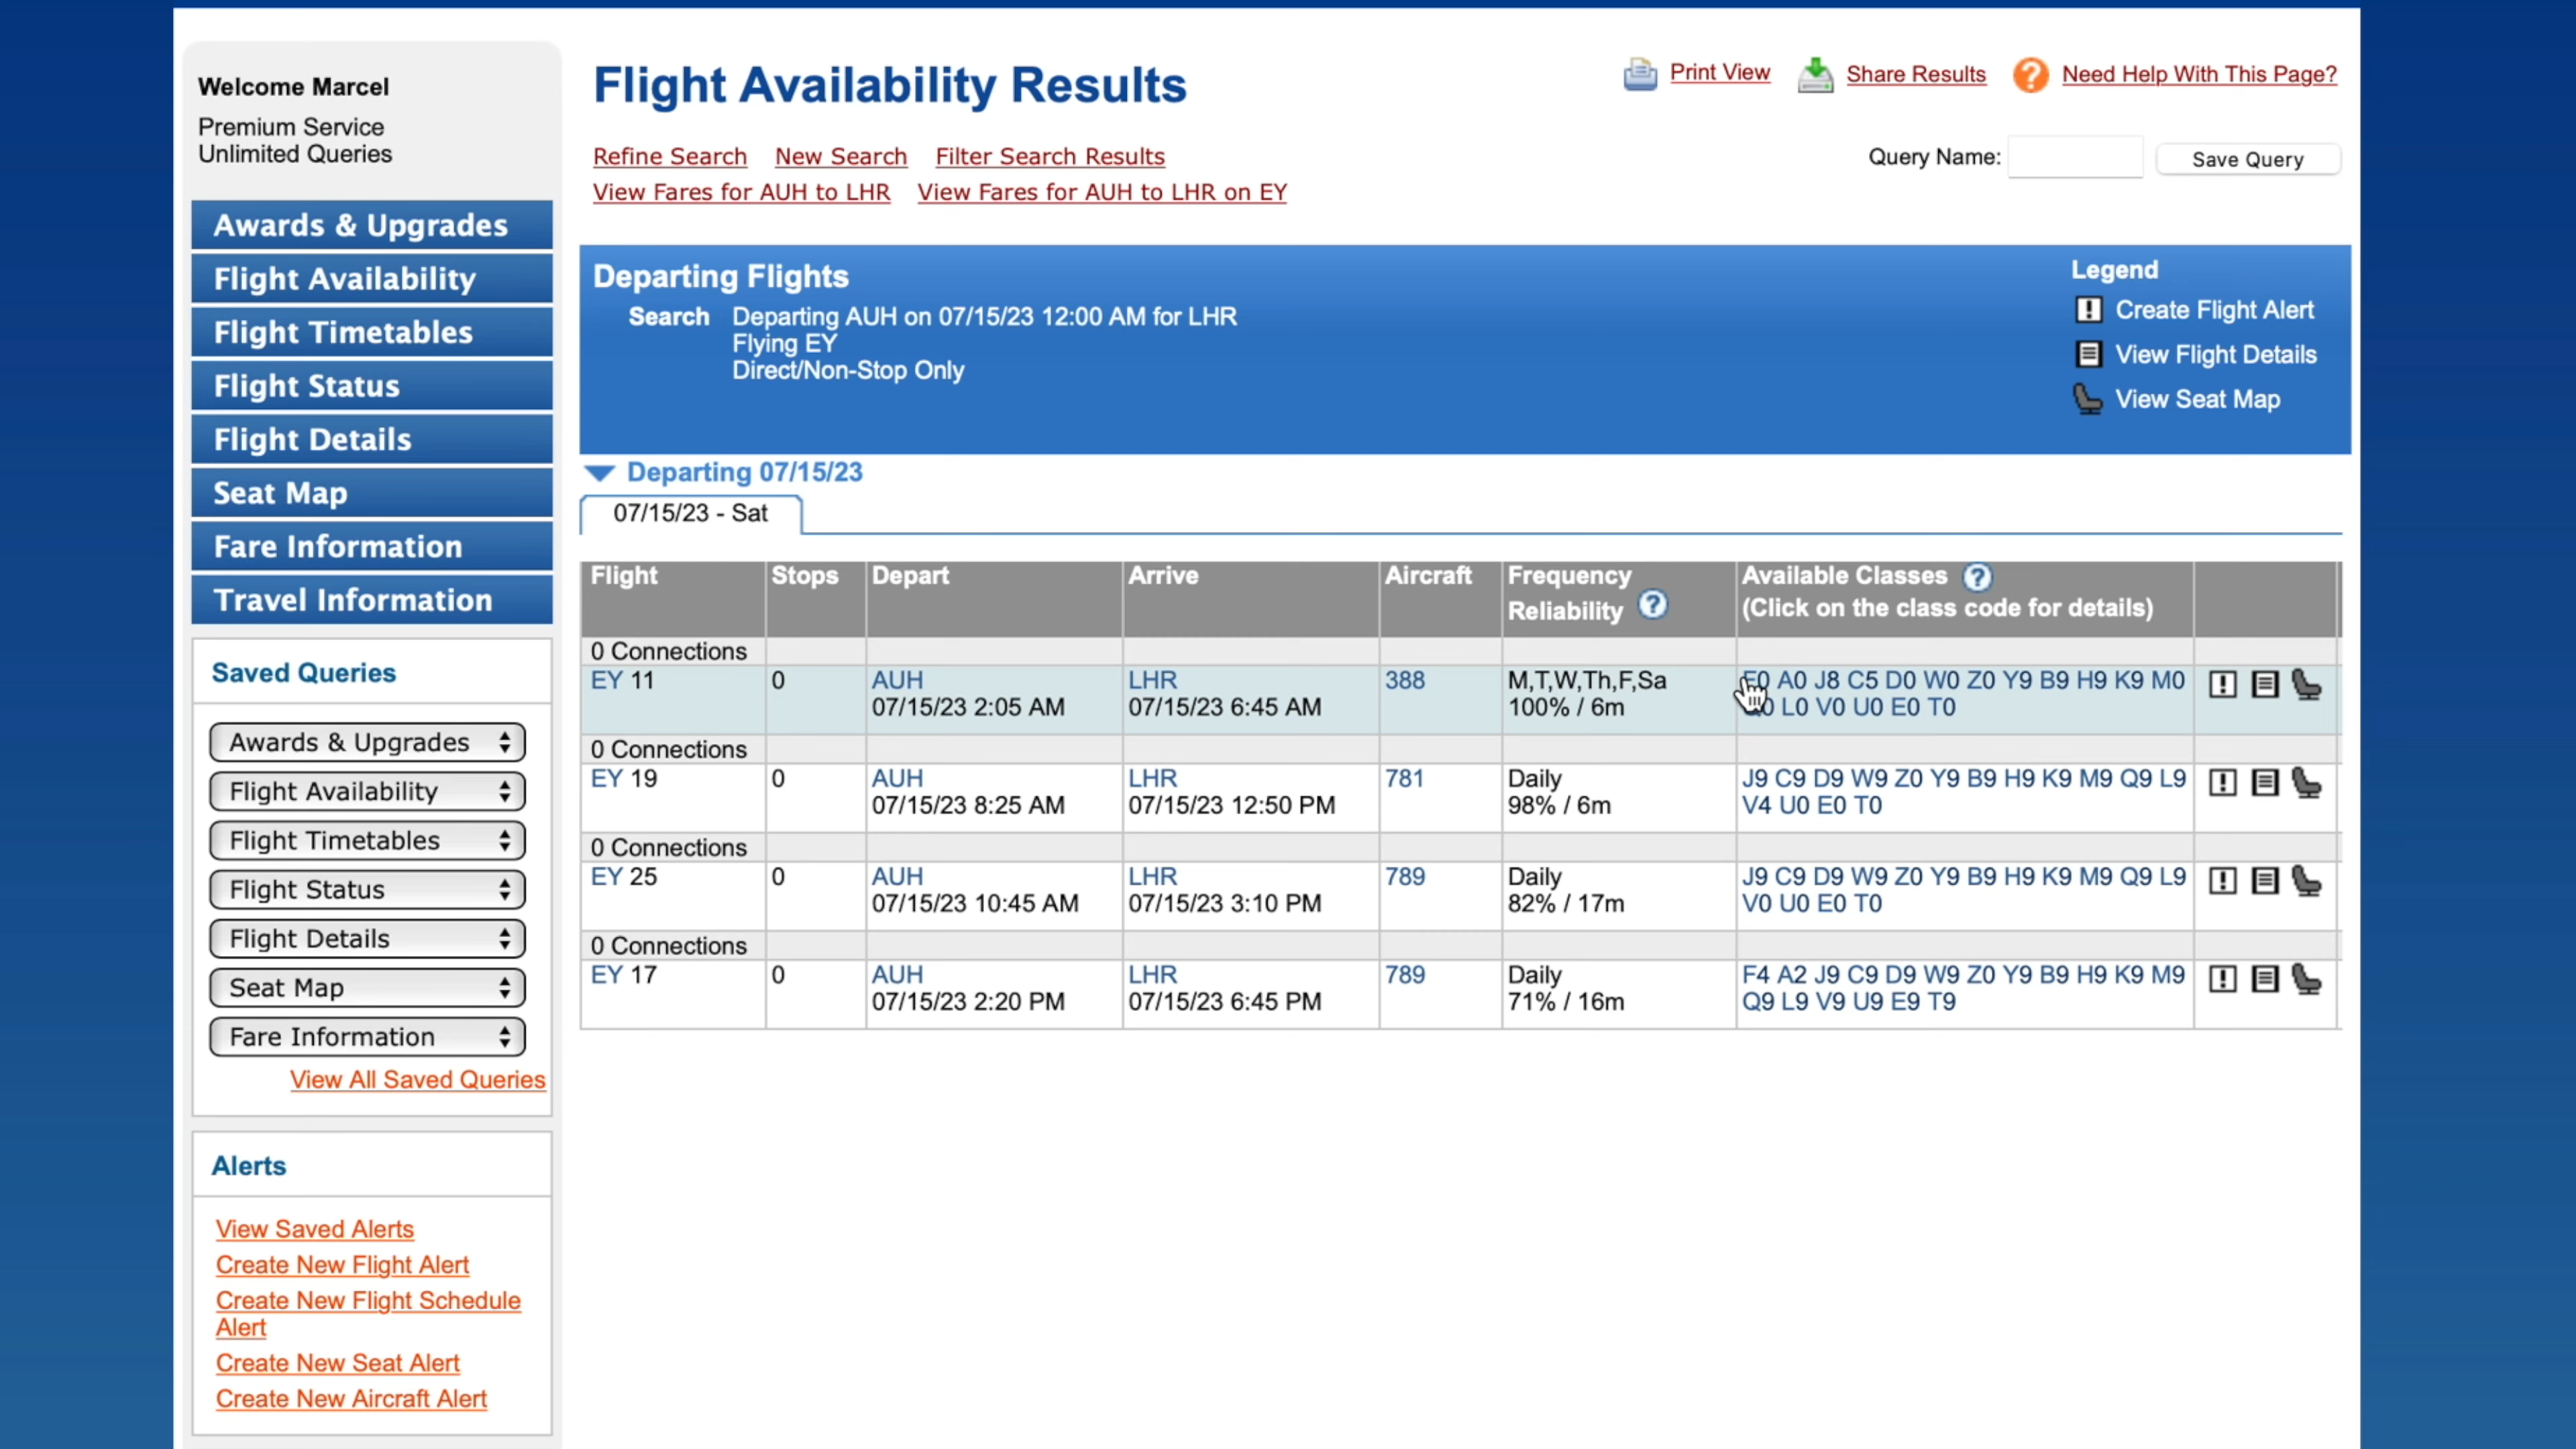 Welcome Marcel
Premium Service
Unlimited Queries
Awards & Upgrades
Flight Availability
Flight Timetables
Flight Status
Flight Details
Seat Map
Fare Information
Travel Information
Saved Queries
Awards & Upgrades
Flight Availability
Flight Timetables
Flight Status
Flight Details
Seat Map
Fare Information
View All Saved Queries
Alerts
View Saved Alerts
Create New Flight Alert
Create New Flight Schedule
Alert
Create New Seat Alert
Create New Aircraft Alert
Flight Availability Results
Print View Share Results Need Help With This Page?
Refine Search New Search Filter Search Results
View Fares for AUH to LHR View Fares for AUH to LHR on EY
Query Name: Save Query
Departing Flights
Search Departing AUH on 07/15/23 12:00 AM for LHR
Flying EY
Direct/Non-Stop Only
Legend
Create Flight Alert
View Flight Details
View Seat Map
Departing 07/15/23
07/15/23 - Sat
Flight Stops Depart Arrive Aircraft Frequency Available Classes
Reliability (Click on the class code for details)
0 Connections
EY 11 0 AUH LHR 388 M,T,W,Th,F,Sa A0 J8 C5 D0 W0 Z0 Y9 B9 H9 K9 M0
07/15/23 2:05 AM 07/15/23 6:45 AM 100% / 6m L0 V0 U0 E0 T0
0 Connections
EY 19 0 AUH LHR 781 Daily J9 C9 D9 W9 Z0 Y9 B9 H9 K9 M9 Q9 L9
07/15/23 8:25 AM 07/15/23 12:50 PM 98% / 6m V4 U0 E0 T0
0 Connections
EY 25 0 AUH LHR 789 Daily J9 C9 D9 W9 Z0 Y9 B9 H9 K9 M9 Q9 L9
07/15/23 10:45 AM 07/15/23 3:10 PM 82% / 17m V0 U0 E0 T0
0 Connections
EY 17 0 AUH LHR 789 Daily F4 A2 J9 C9 D9 W9 Z0 Y9 B9 H9 K9 M9
07/15/23 2:20 PM 07/15/23 6:45 PM 71% / 16m Q9 L9 V9 U9 E9 T9